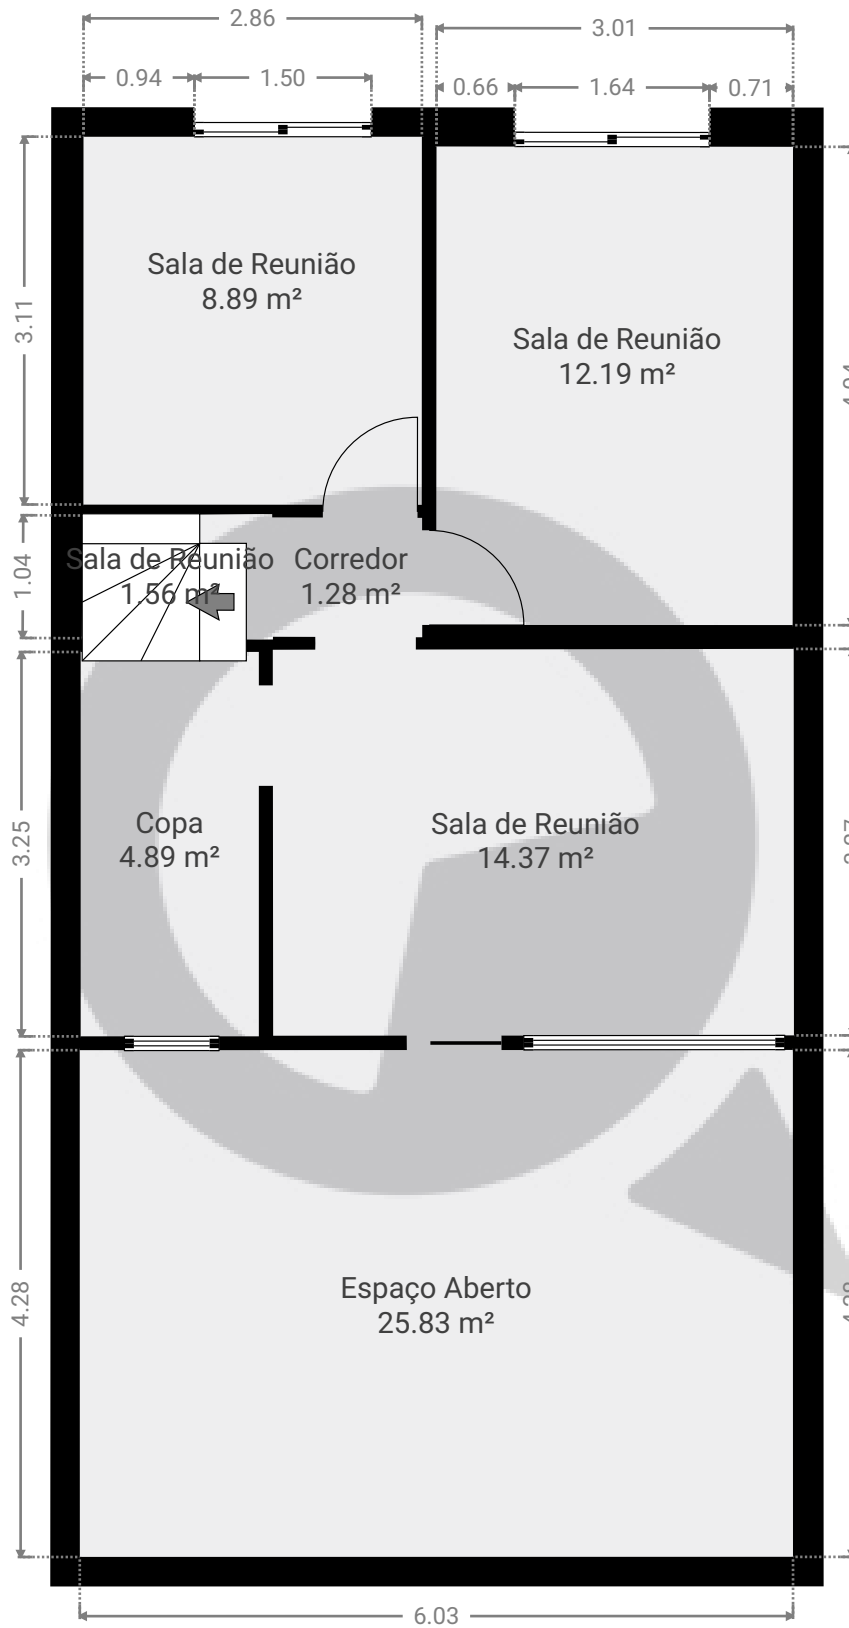 2.86
3.01
0.94
1.50
0.66
1.64
0.71
Sala de Reunião
8.89 m²
3.11
Sala de Reunião
12.19 m²
Sala de Reunião
1.56 m²
Corredor
1.28 m²
1.04
Copa
4.89 m²
3.25
Sala de Reunião
14.37 m²
Espaço Aberto
25.83 m²
4.28
6.03